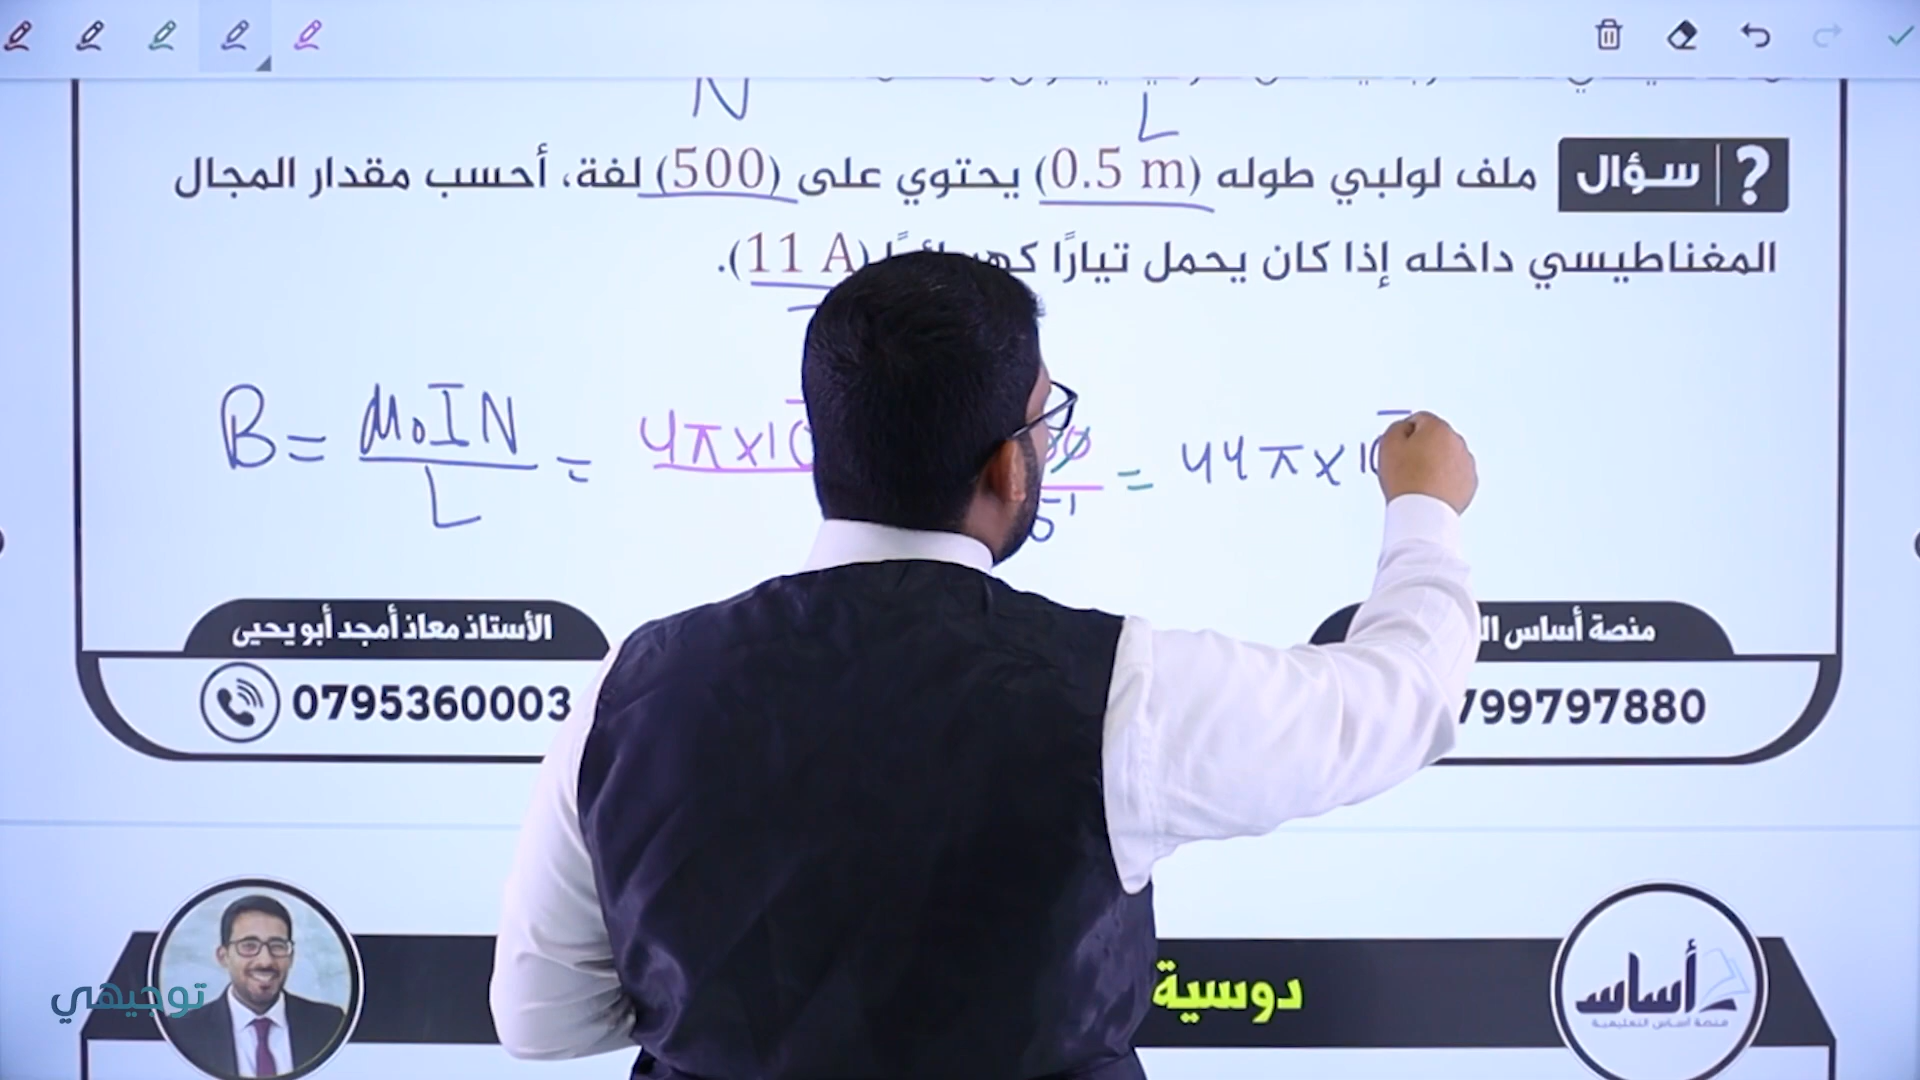 N
L
سؤال ?
ملف لولبي طوله (0.5 m) يحتوي على (500) لفة، أحسب مقدار المجال
المغناطيسي داخله إذا كان يحمل تيارًا (11 A).
B = μ₀IN / L = 4π×10
= 44π×10
الأستاذ معاذ أمجد أبو يحيى
0795360003
منصة أساس
799797880
توجيهي
دوسية
أساس
منصة أساس التعليمية